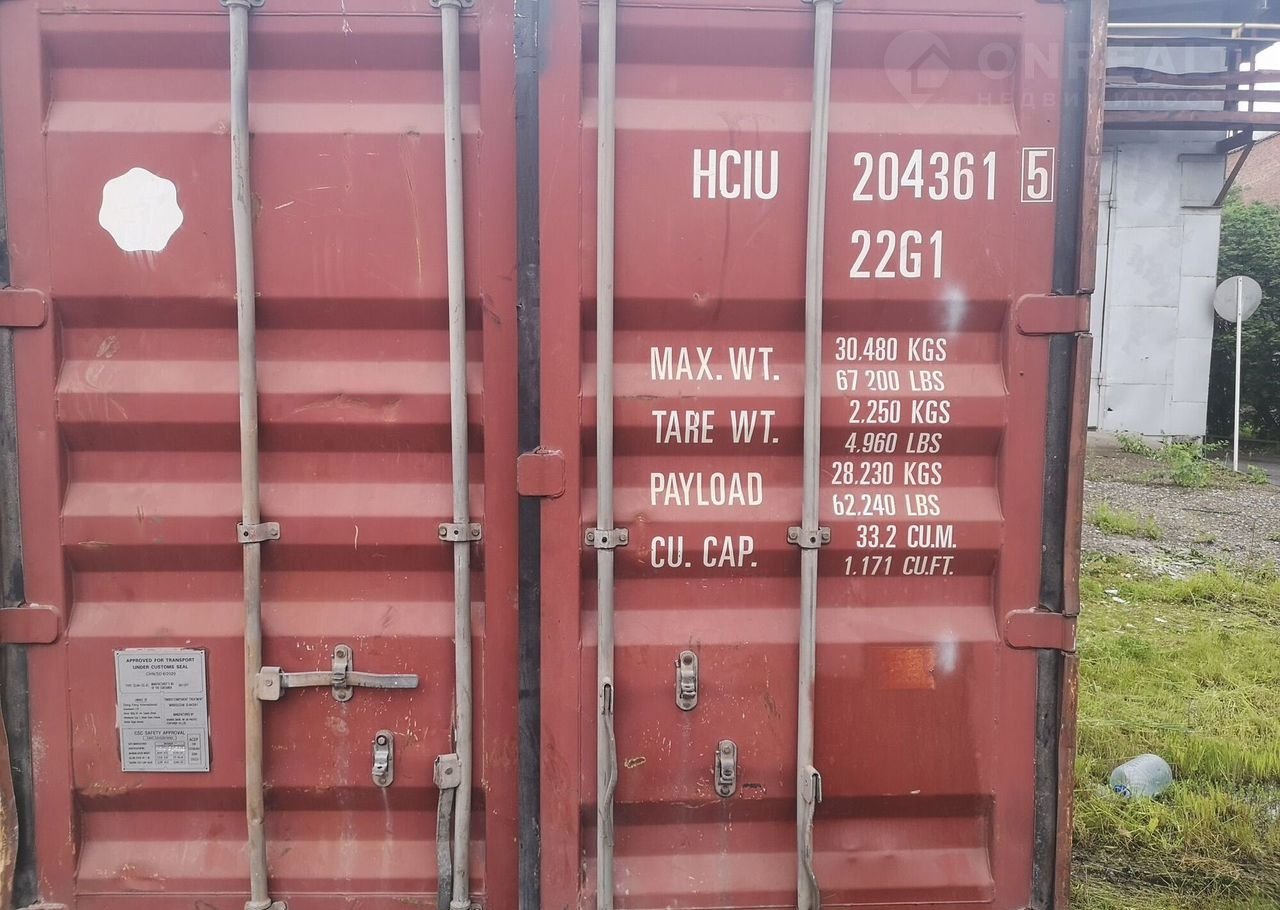 ONREAL
НЕДВИЖИМОСТ
HCIU 204361 5
22G1
MAX. WT. 30.480 KGS
67 200 LBS
TARE WT. 2.250 KGS
4.960 LBS
PAYLOAD 28.230 KGS
62.240 LBS
CU. CAP. 33.2 CU.M.
1.171 CU.FT.
APPROVED FOR TRANSPORT
UNDER CUSTOMS SEAL
CSC SAFETY APPROVAL